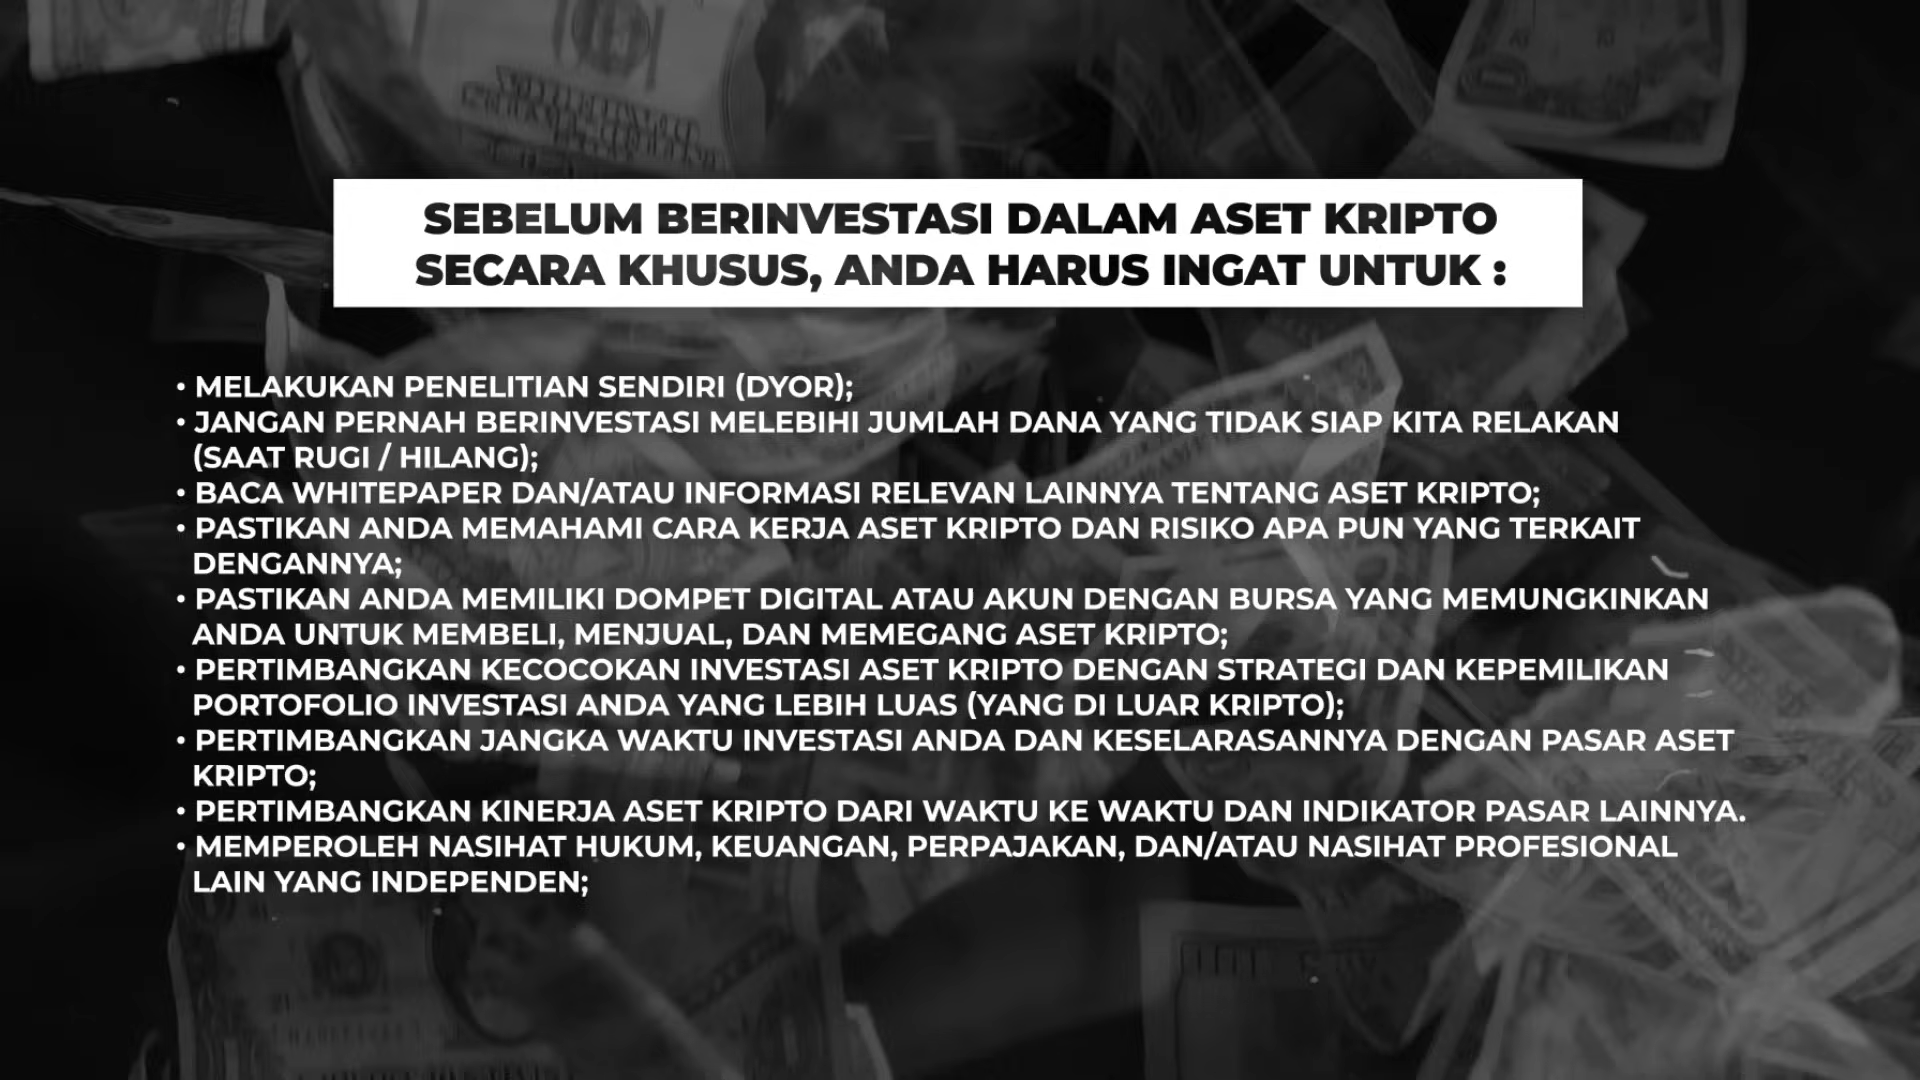 SEBELUM BERINVESTASI DALAM ASET KRIPTO
SECARA KHUSUS, ANDA HARUS INGAT UNTUK :
• MELAKUKAN PENELITIAN SENDIRI (DYOR);
• JANGAN PERNAH BERINVESTASI MELEBIHI JUMLAH DANA YANG TIDAK SIAP KITA RELAKAN
(SAAT RUGI / HILANG);
• BACA WHITEPAPER DAN/ATAU INFORMASI RELEVAN LAINNYA TENTANG ASET KRIPTO;
• PASTIKAN ANDA MEMAHAMI CARA KERJA ASET KRIPTO DAN RISIKO APA PUN YANG TERKAIT
DENGANNYA;
• PASTIKAN ANDA MEMILIKI DOMPET DIGITAL ATAU AKUN DENGAN BURSA YANG MEMUNGKINKAN
ANDA UNTUK MEMBELI, MENJUAL, DAN MEMEGANG ASET KRIPTO;
• PERTIMBANGKAN KECOCOKAN INVESTASI ASET KRIPTO DENGAN STRATEGI DAN KEPEMILIKAN
PORTOFOLIO INVESTASI ANDA YANG LEBIH LUAS (YANG DI LUAR KRIPTO);
• PERTIMBANGKAN JANGKA WAKTU INVESTASI ANDA DAN KESELARASANNYA DENGAN PASAR ASET
KRIPTO;
• PERTIMBANGKAN KINERJA ASET KRIPTO DARI WAKTU KE WAKTU DAN INDIKATOR PASAR LAINNYA.
• MEMPEROLEH NASIHAT HUKUM, KEUANGAN, PERPAJAKAN, DAN/ATAU NASIHAT PROFESIONAL
LAIN YANG INDEPENDEN;